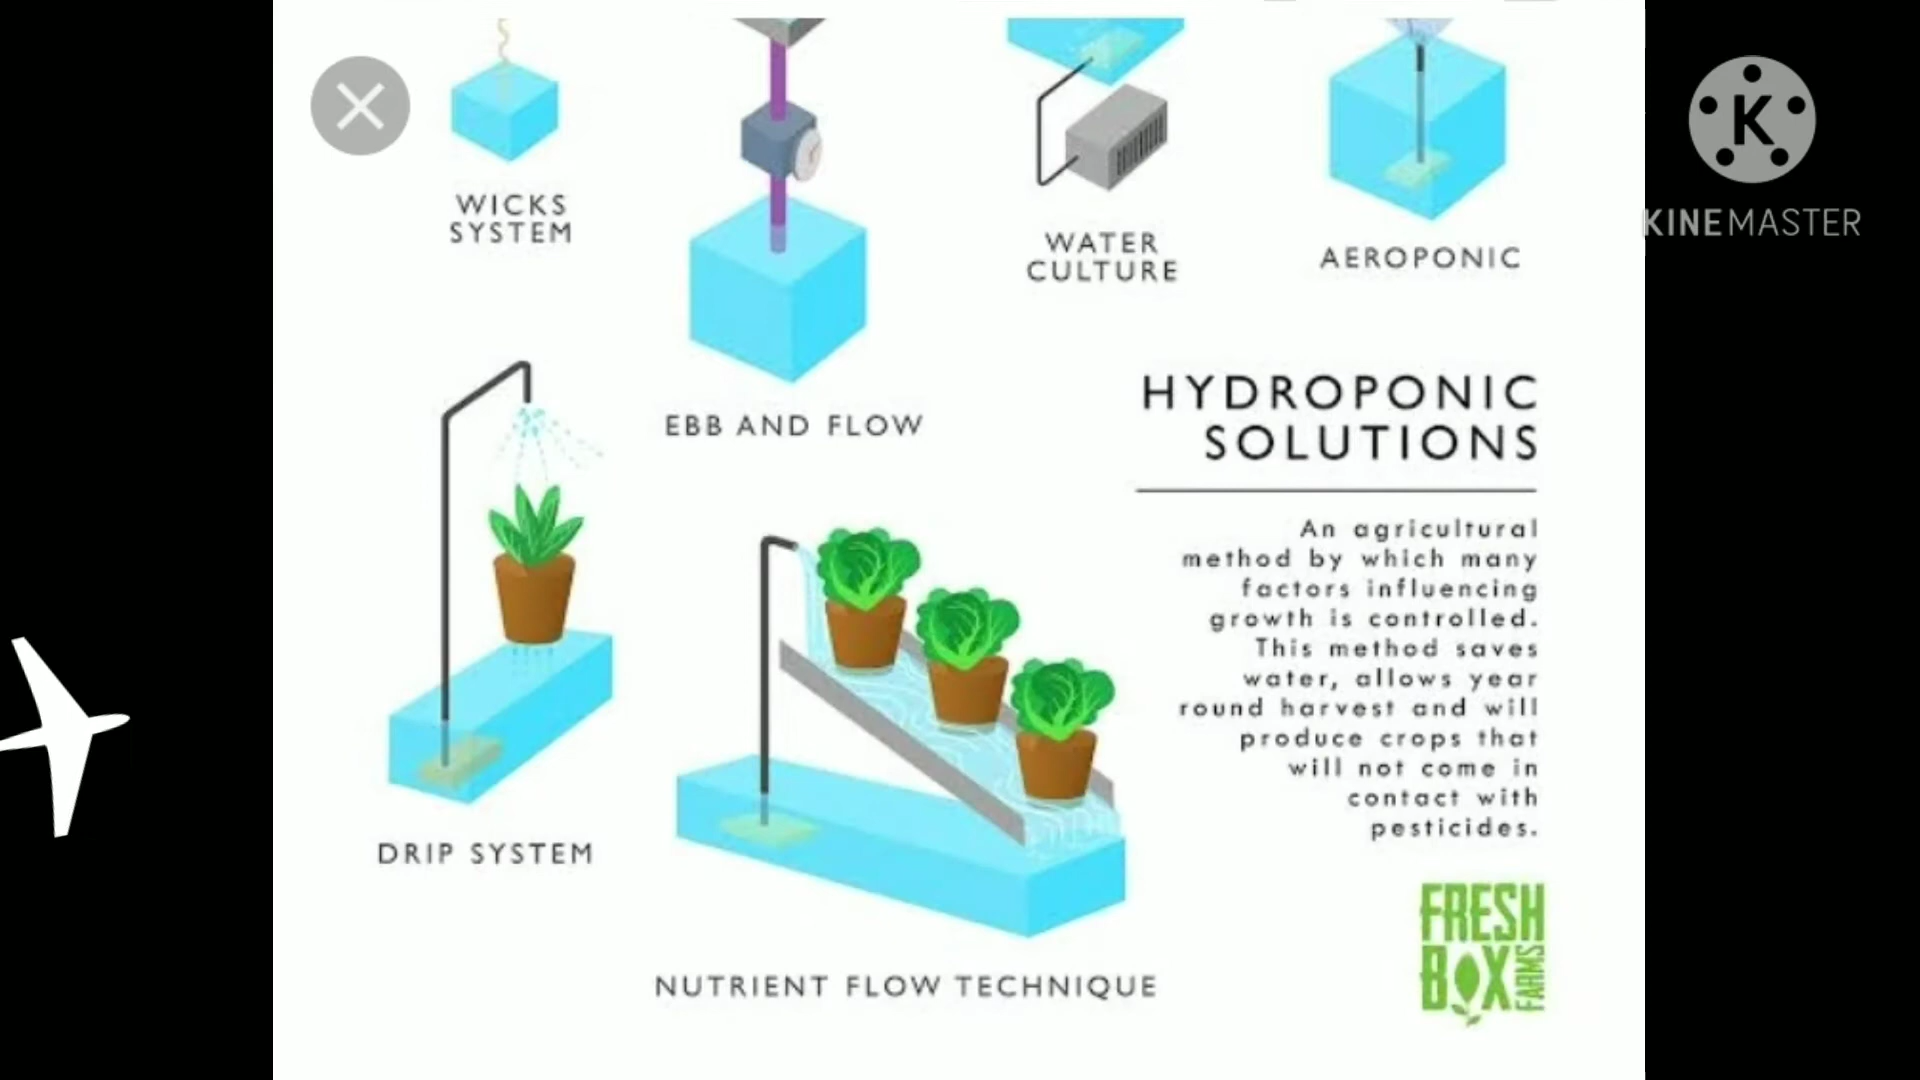 WICKS
SYSTEM
EBB AND FLOW
WATER
CULTURE
AEROPONIC
K
KINEMASTER
HYDROPONIC
SOLUTIONS
An agricultural
method by which many
factors influencing
growth is controlled.
This method saves
water, allows year
round harvest and will
produce crops that
will not come in
contact with
pesticides.
DRIP SYSTEM
NUTRIENT FLOW TECHNIQUE
FRESH
BOX
FARMS